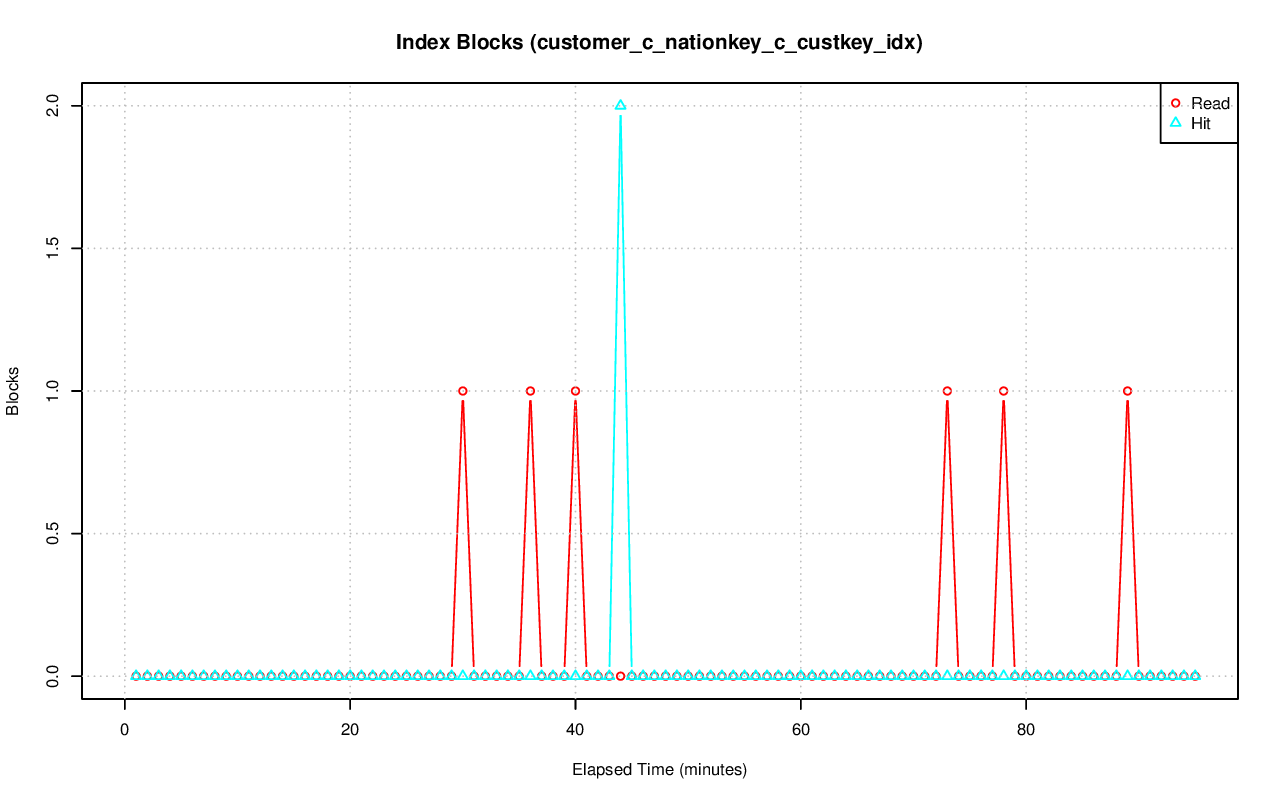 Index Blocks (customer_c_nationkey_c_custkey_idx)
Read
Hit
2.0
1.5
1.0
0.5
0.0
Blocks
0 20 40 60 80
Elapsed Time (minutes)